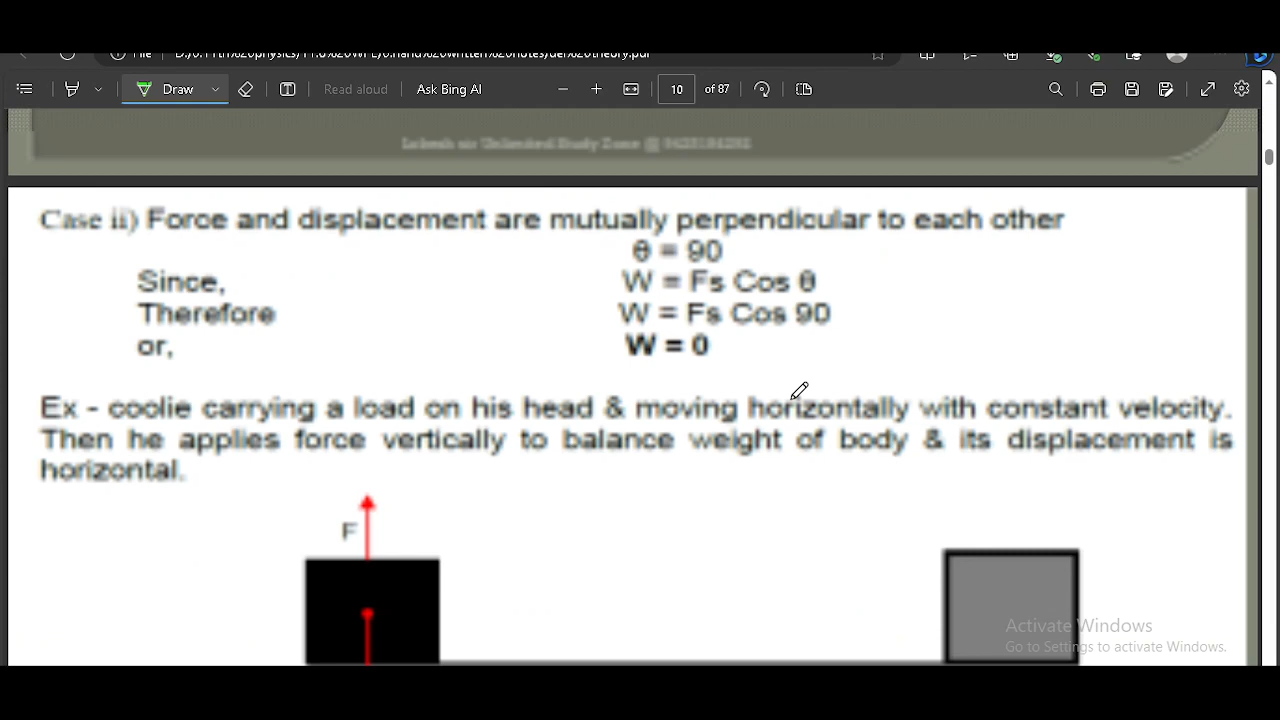 Draw
Read aloud
Ask Bing AI
10 of 87
Case ii) Force and displacement are mutually perpendicular to each other
θ = 90
Since, W = Fs Cos θ
Therefore W = Fs Cos 90
or, W = 0
Ex - coolie carrying a load on his head & moving horizontally with constant velocity.
Then he applies force vertically to balance weight of body & its displacement is
horizontal.
F
Activate Windows
Go to Settings to activate Windows.